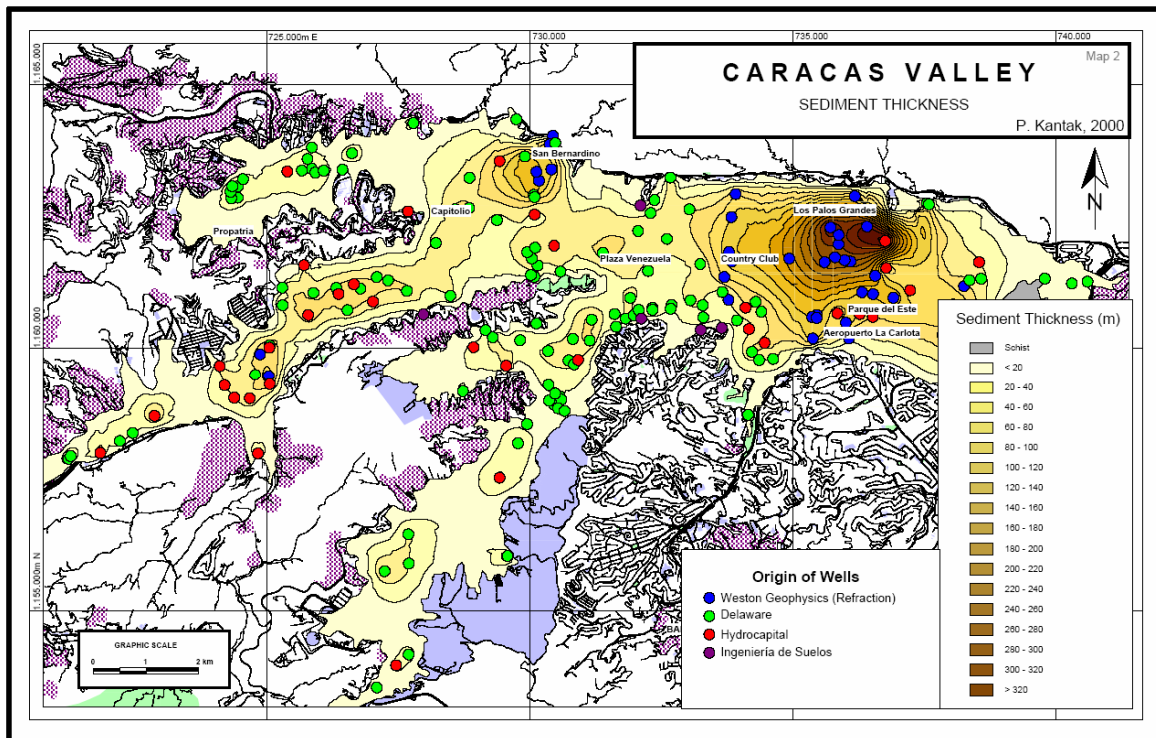 725.000m E
730.000
735.000
740.000
1.165.000
1.160.000
1.155.000m N
Map 2
CARACAS VALLEY
SEDIMENT THICKNESS
P. Kantak, 2000
N
San Bernardino
Capitolio
Propatria
Los Palos Grandes
Plaza Venezuela
Country Club
Parque del Este
Aeropuerto La Carlota
Sediment Thickness (m)
Schist
< 20
20 - 40
40 - 60
60 - 80
80 - 100
100 - 120
120 - 140
140 - 160
160 - 180
180 - 200
200 - 220
220 - 240
240 - 260
260 - 280
280 - 300
300 - 320
> 320
Origin of Wells
Weston Geophysics (Refraction)
Delaware
Hydrocapital
Ingeniería de Suelos
GRAPHIC SCALE
0 1 2 km